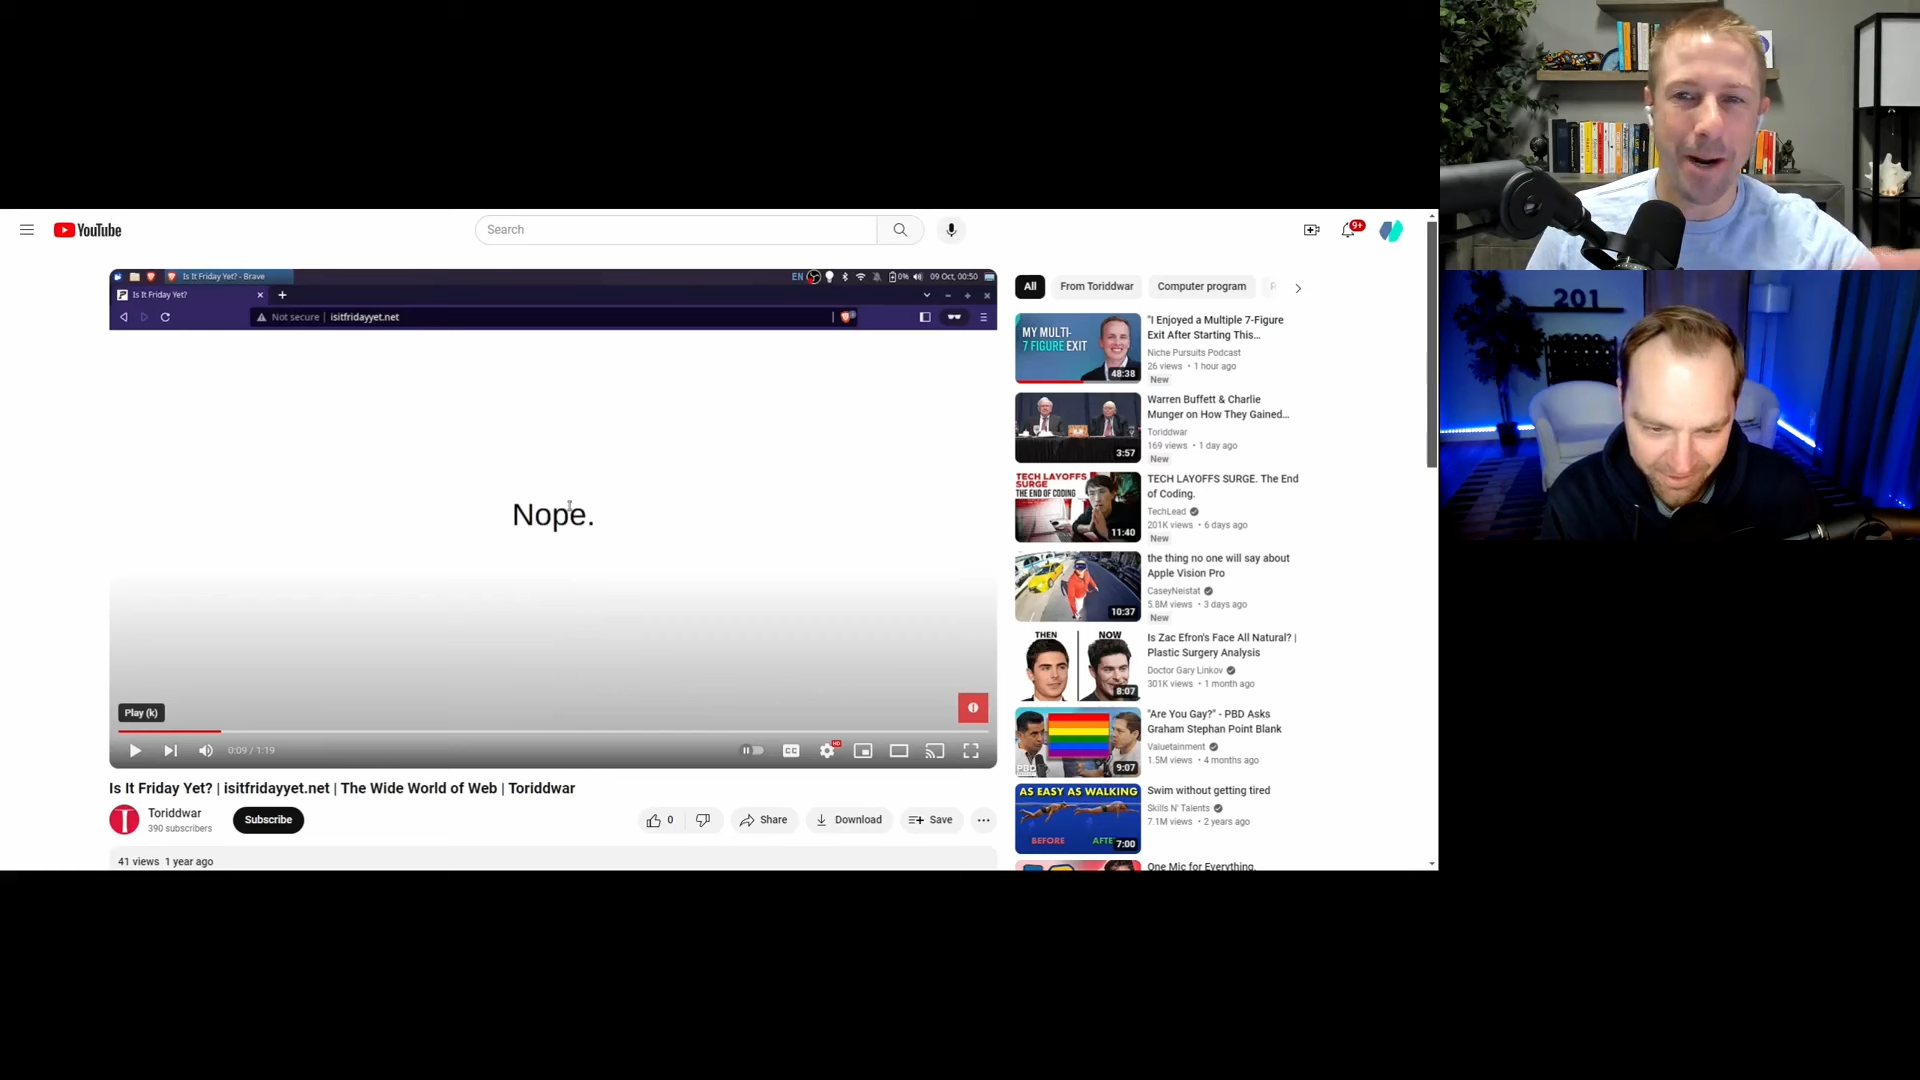 YouTube
Search
9+
201
Is It Friday Yet? - Brave
EN
0%
09 Oct, 00:50
Is It Friday Yet?
Not secure
isitfridayyet.net
Nope.
Play (k)
0:09 / 1:19
CC
HD
Is It Friday Yet? | isitfridayyet.net | The Wide World of Web | Toriddwar
Toriddwar
390 subscribers
Subscribe
0
Share
Download
Save
41 views 1 year ago
All
From Toriddwar
Computer program
MY MULTI-
7 FIGURE EXIT
48:38
"I Enjoyed a Multiple 7-Figure
Exit After Starting This...
Niche Pursuits Podcast
26 views • 1 hour ago
New
3:57
Warren Buffett & Charlie
Munger on How They Gained...
Toriddwar
169 views • 1 day ago
New
TECH LAYOFFS
SURGE
THE END OF CODING
11:40
TECH LAYOFFS SURGE. The End
of Coding.
TechLead
201K views • 6 days ago
New
10:37
the thing no one will say about
Apple Vision Pro
CaseyNeistat
5.8M views • 3 days ago
New
THEN
NOW
8:07
Is Zac Efron's Face All Natural? |
Plastic Surgery Analysis
Doctor Gary Linkov
301K views • 1 month ago
PBD
9:07
"Are You Gay?" - PBD Asks
Graham Stephan Point Blank
Valuetainment
1.5M views • 4 months ago
AS EASY AS WALKING
BEFORE
AFTE
7:00
Swim without getting tired
Skills N' Talents
7.1M views • 2 years ago
One Mic for Everything.